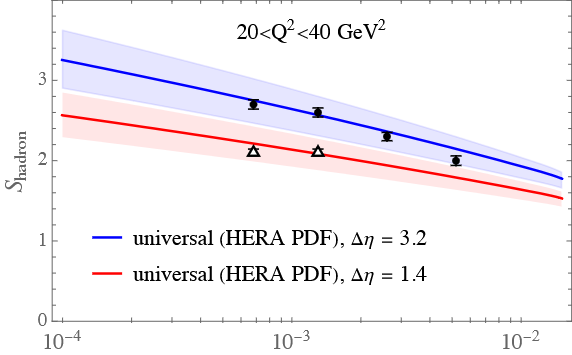 20<Q²<40 GeV²
3
2
1
0
S_hadron
universal (HERA PDF), Δη = 3.2
universal (HERA PDF), Δη = 1.4
10⁻⁴ 10⁻³ 10⁻²